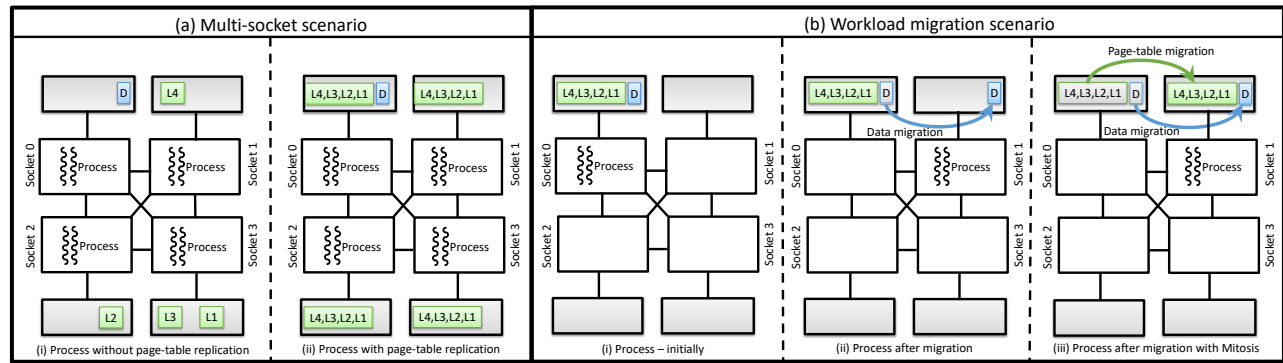 (a) Multi-socket scenario
D
L4
Socket 0
Process
Process
Socket 1
Socket 2
Process
Process
Socket 3
L2
L3
L1
(i) Process without page-table replication
L4,L3,L2,L1
D
L4,L3,L2,L1
Socket 0
Process
Process
Socket 1
Socket 2
Process
Process
Socket 3
L4,L3,L2,L1
L4,L3,L2,L1
(ii) Process with page-table replication
(b) Workload migration scenario
L4,L3,L2,L1
D
Socket 0
Process
Socket 1
Socket 2
Socket 3
(i) Process – initially
L4,L3,L2,L1
D
D
Data migration
Socket 0
Process
Socket 1
Socket 2
Socket 3
(ii) Process after migration
Page-table migration
L4,L3,L2,L1
D
L4,L3,L2,L1
D
Data migration
Socket 0
Process
Socket 1
Socket 2
Socket 3
(iii) Process after migration with Mitosis